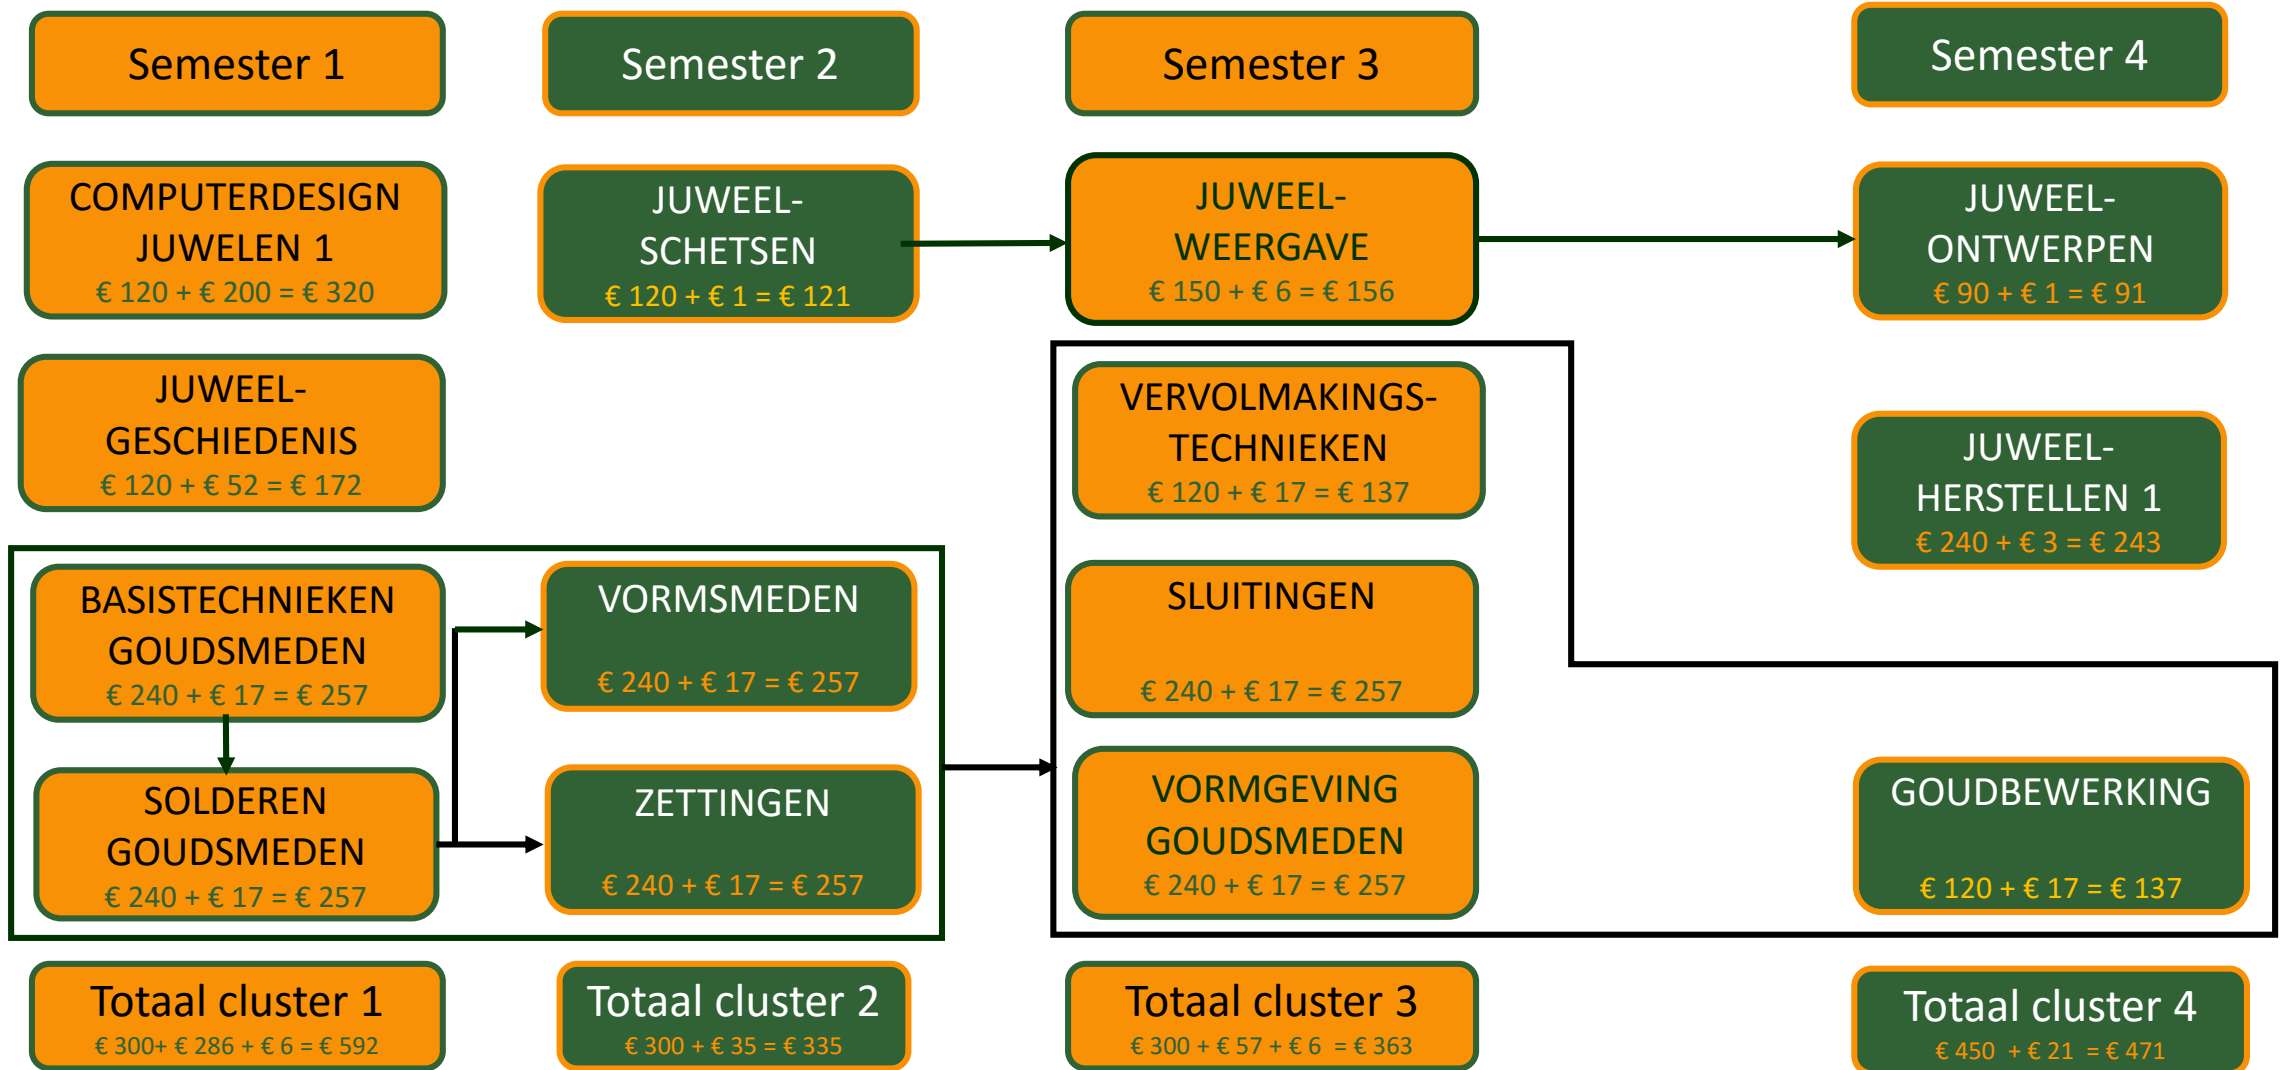 Semester 1
Semester 2
Semester 3
Semester 4
COMPUTERDESIGN
JUWELEN 1
€ 120 + € 200 = € 320
JUWEEL-
SCHETSEN
€ 120 + € 1 = € 121
JUWEEL-
WEERGAVE
€ 150 + € 6 = € 156
JUWEEL-
ONTWERPEN
€ 90 + € 1 = € 91
JUWEEL-
GESCHIEDENIS
€ 120 + € 52 = € 172
VERVOLMAKINGS-
TECHNIEKEN
€ 120 + € 17 = € 137
JUWEEL-
HERSTELLEN 1
€ 240 + € 3 = € 243
BASISTECHNIEKEN
GOUDSMEDEN
€ 240 + € 17 = € 257
VORMSMEDEN
€ 240 + € 17 = € 257
SLUITINGEN
€ 240 + € 17 = € 257
SOLDEREN
GOUDSMEDEN
€ 240 + € 17 = € 257
ZETTINGEN
€ 240 + € 17 = € 257
VORMGEVING
GOUDSMEDEN
€ 240 + € 17 = € 257
GOUDBEWERKING
€ 120 + € 17 = € 137
Totaal cluster 1
€ 300+ € 286 + € 6 = € 592
Totaal cluster 2
€ 300 + € 35 = € 335
Totaal cluster 3
€ 300 + € 57 + € 6 = € 363
Totaal cluster 4
€ 450 + € 21 = € 471